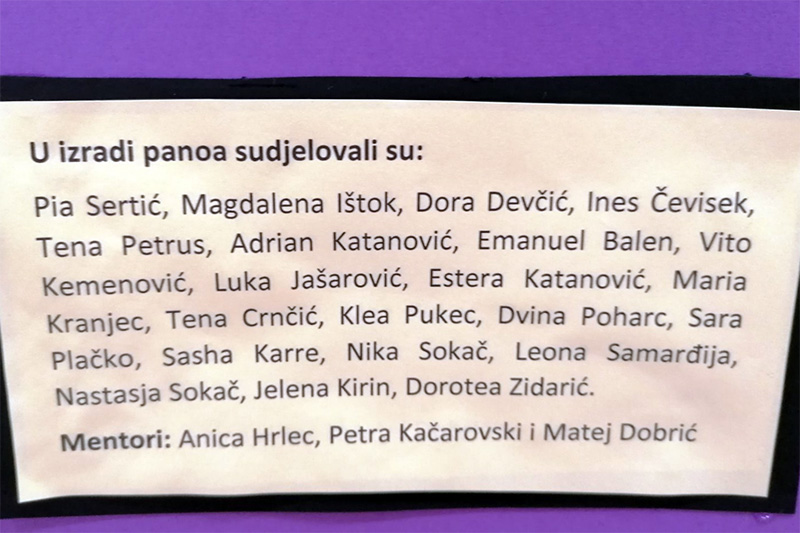 U izradi panoa sudjelovali su:
Pia Sertić, Magdalena Ištok, Dora Devčić, Ines Čevisek,
Tena Petrus, Adrian Katanović, Emanuel Balen, Vito
Kemenović, Luka Jašarović, Estera Katanović, Maria
Kranjec, Tena Crnčić, Klea Pukec, Dvina Poharc, Sara
Plačko, Sasha Karre, Nika Sokač, Leona Samarđija,
Nastasja Sokač, Jelena Kirin, Dorotea Zidarić.
Mentori: Anica Hrlec, Petra Kačarovski i Matej Dobrić